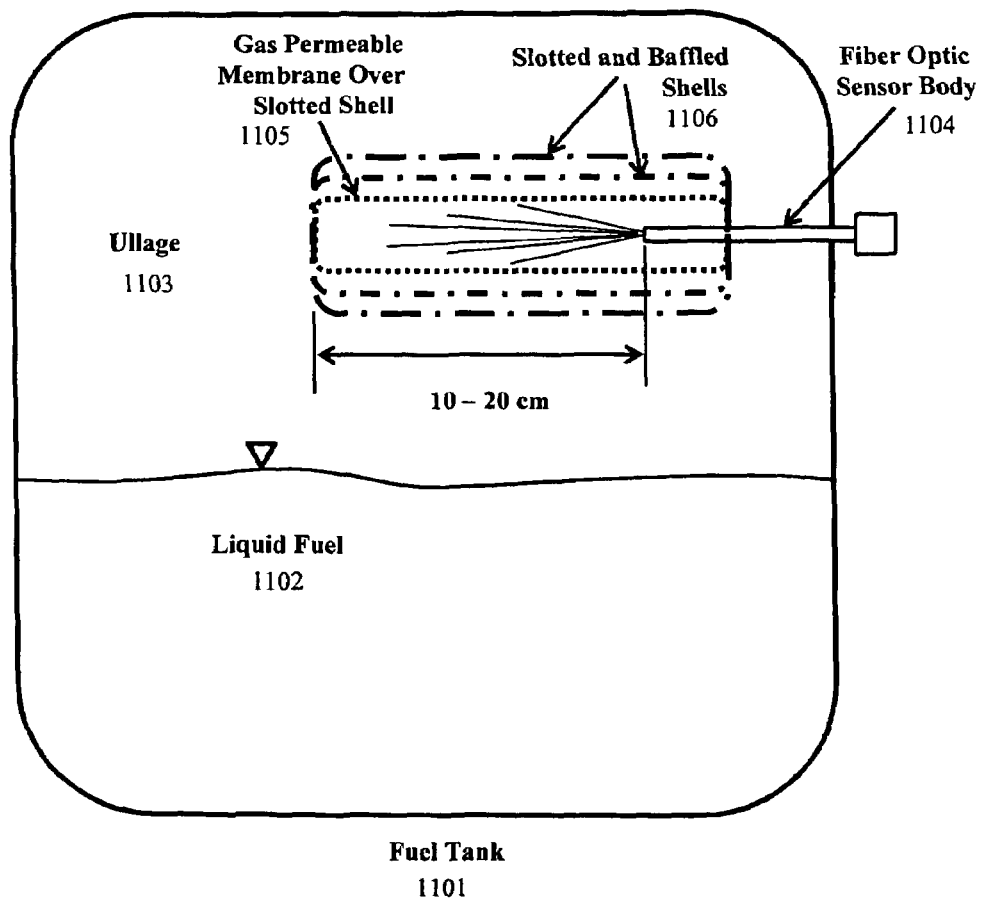 Gas Permeable
Membrane Over
Slotted Shell
1105
Slotted and Baffled
Shells
1106
Fiber Optic
Sensor Body
1104
Ullage
1103
10 – 20 cm
Liquid Fuel
1102
Fuel Tank
1101